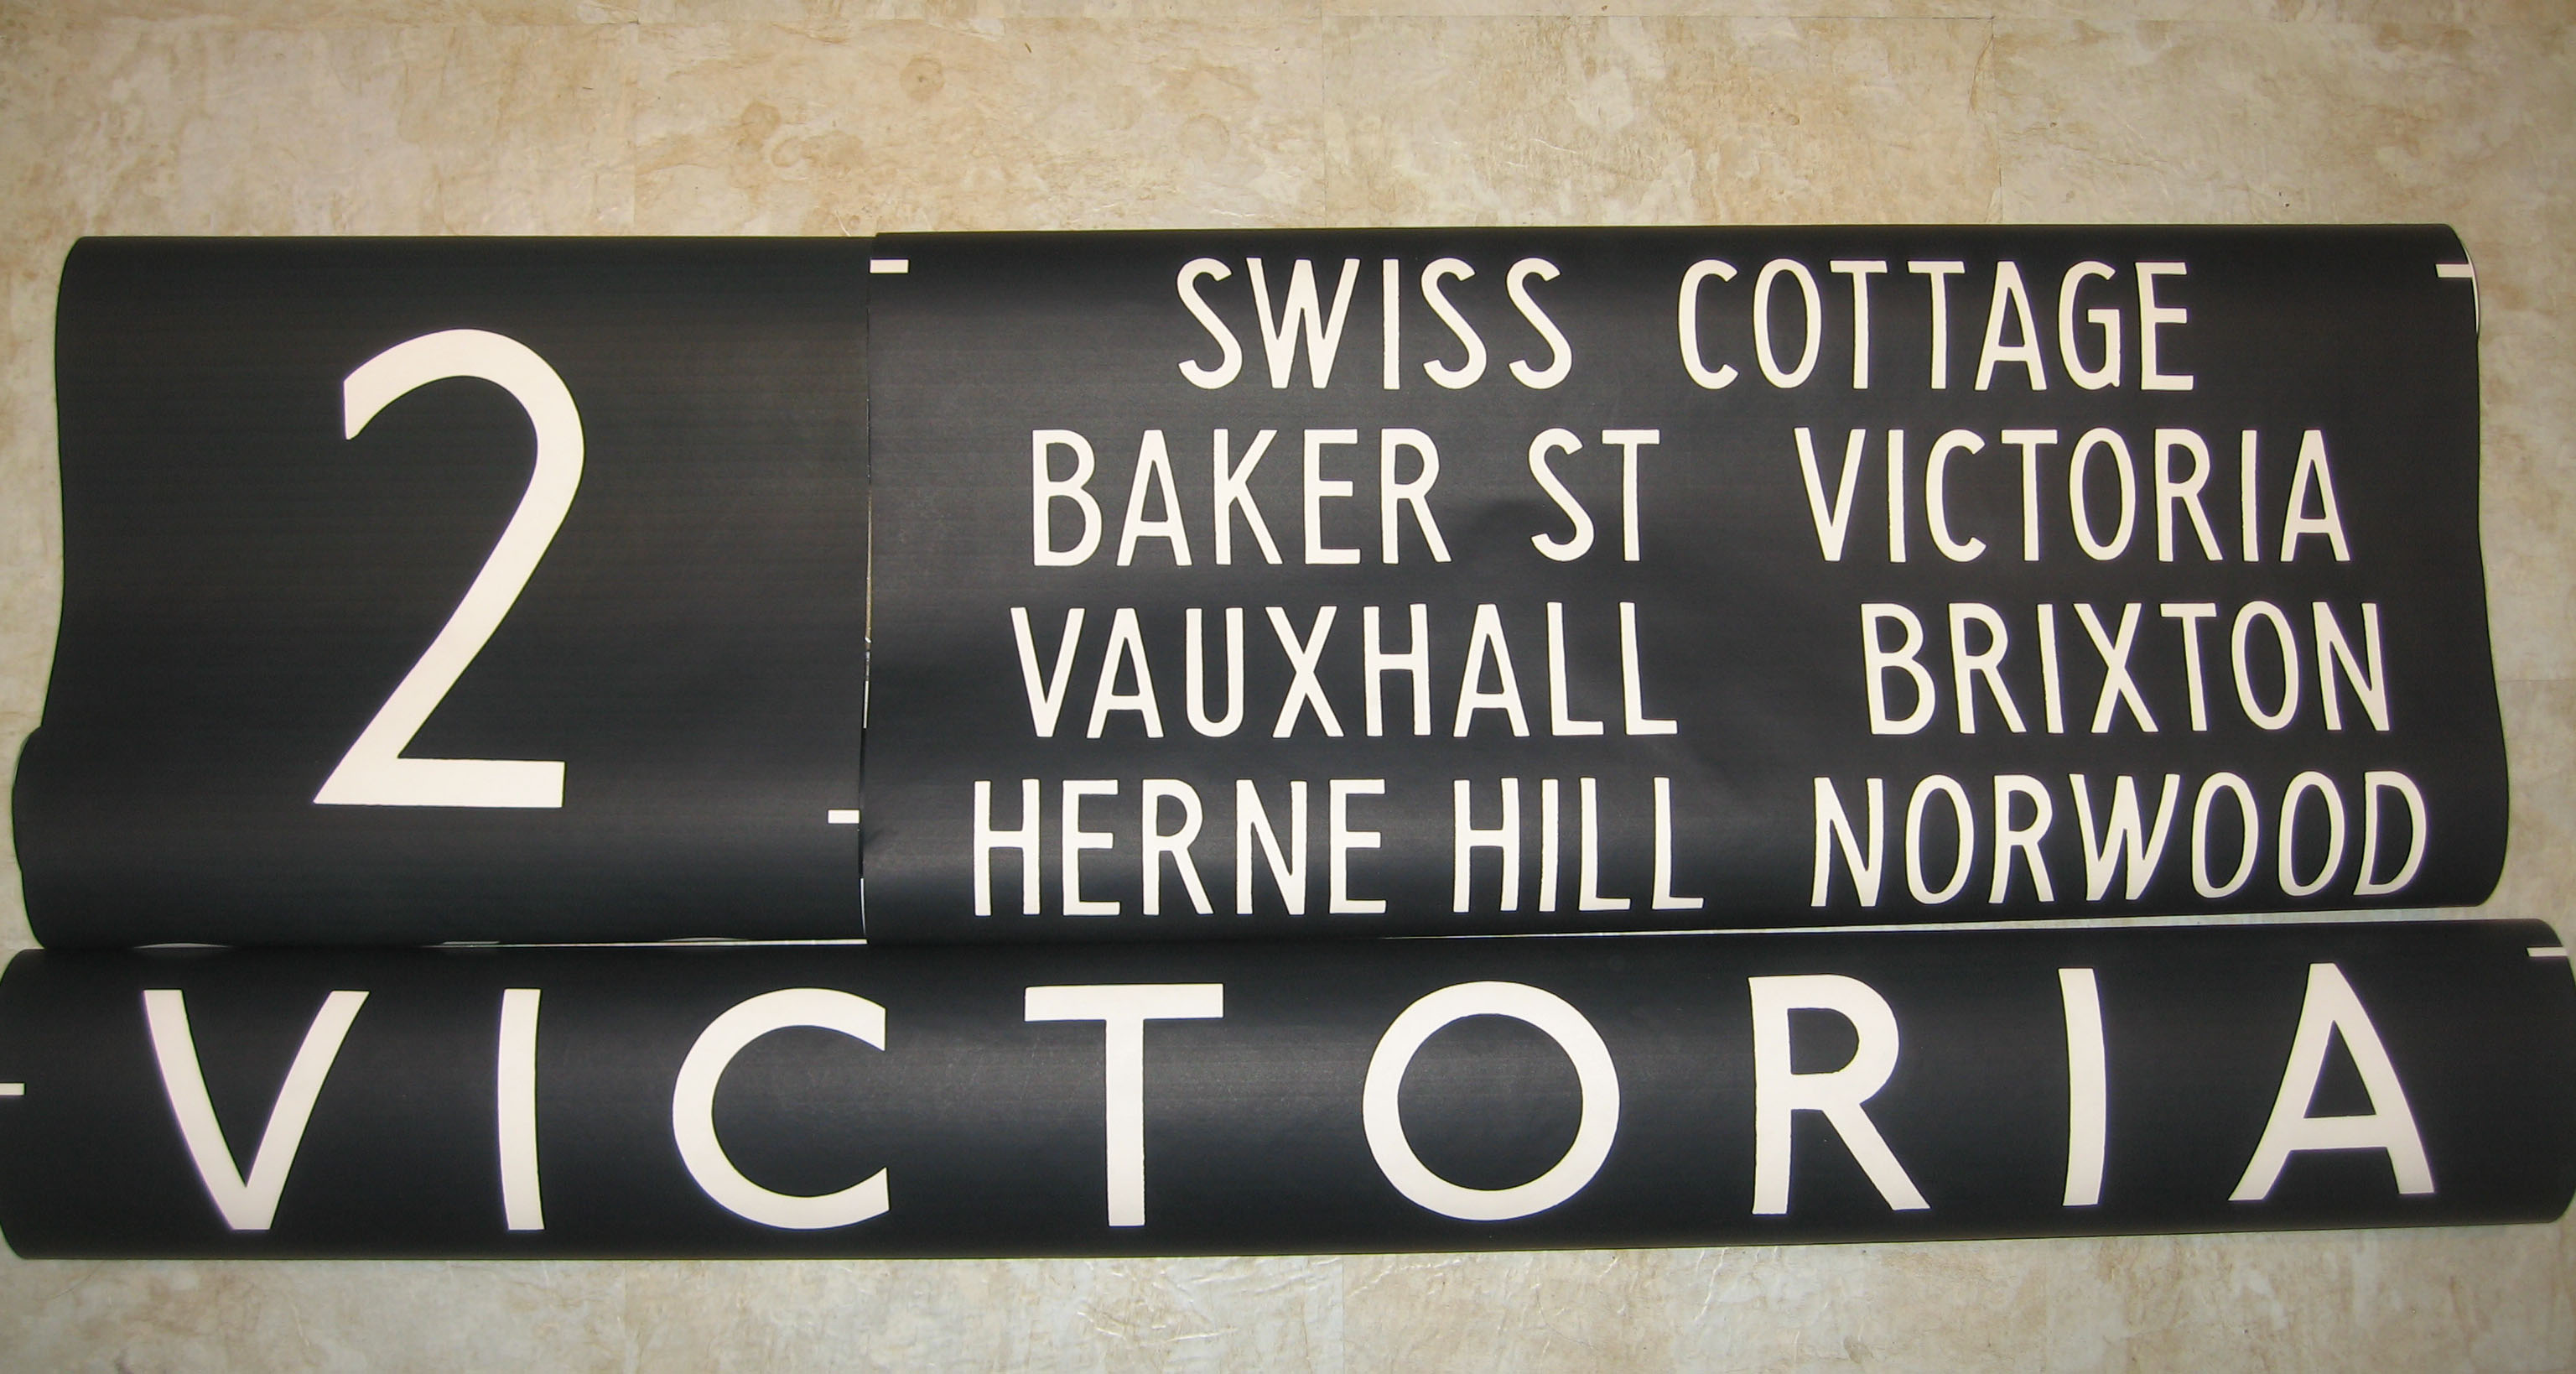 2
SWISS COTTAGE
BAKER ST VICTORIA
VAUXHALL BRIXTON
HERNE HILL NORWOOD
VICTORIA